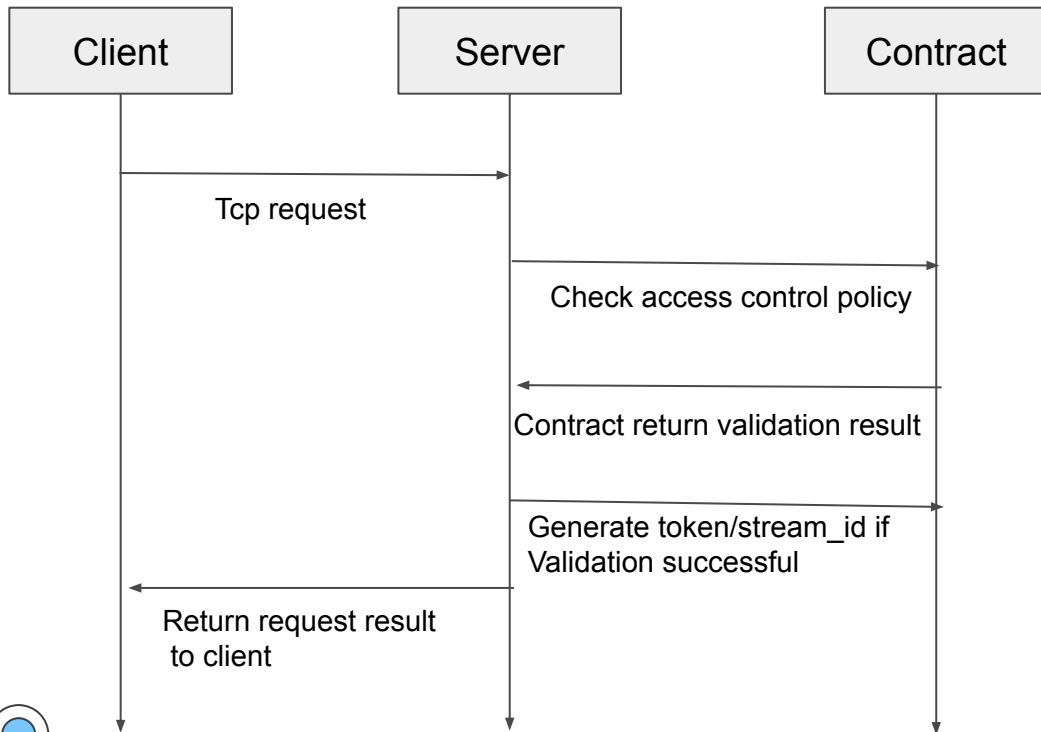 Client
Server
Contract
Tcp request
Check access control policy
Contract return validation result
Generate token/stream_id if
Validation successful
Return request result
to client